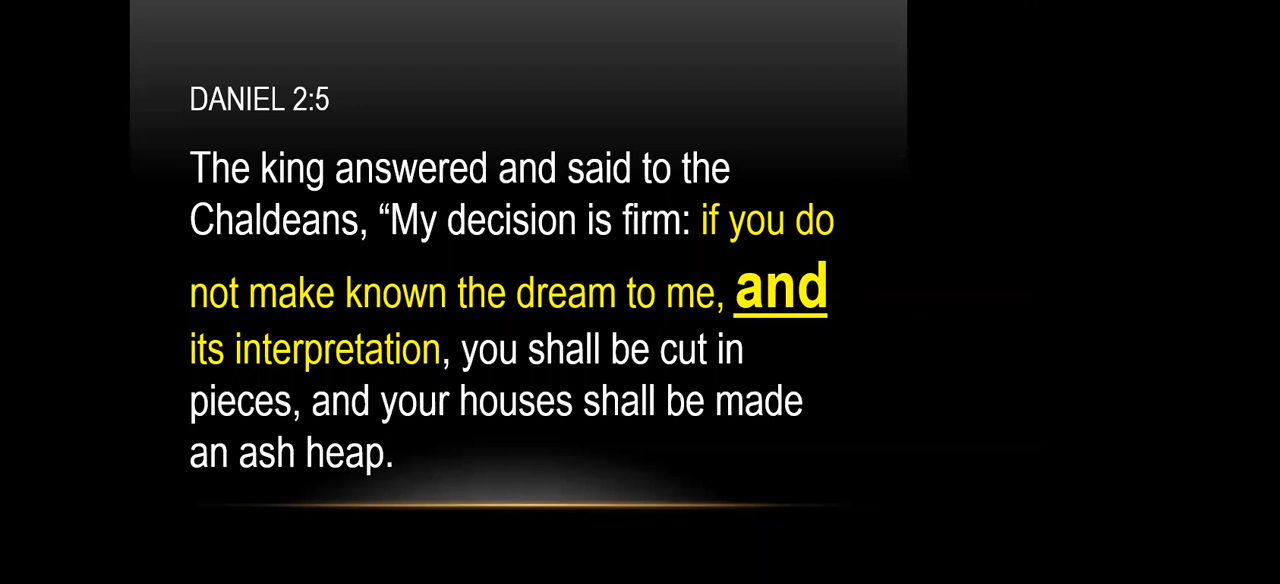 DANIEL 2:5
The king answered and said to the
Chaldeans, “My decision is firm: if you do
not make known the dream to me, and
its interpretation, you shall be cut in
pieces, and your houses shall be made
an ash heap.